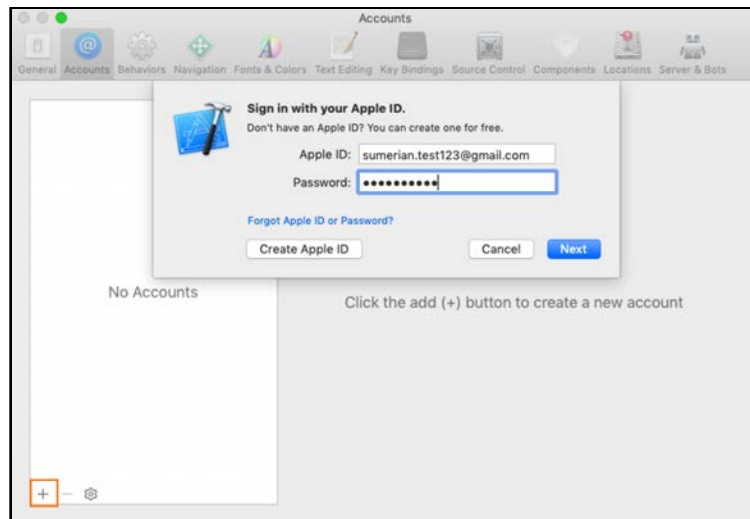 Accounts
General Accounts Behaviors Navigation Fonts & Colors Text Editing Key Bindings Source Control Components Locations Server & Bots
Sign in with your Apple ID.
Don't have an Apple ID? You can create one for free.
Apple ID: sumerian.test123@gmail.com
Password: ●●●●●●●●●●
Forgot Apple ID or Password?
Create Apple ID Cancel Next
No Accounts
Click the add (+) button to create a new account